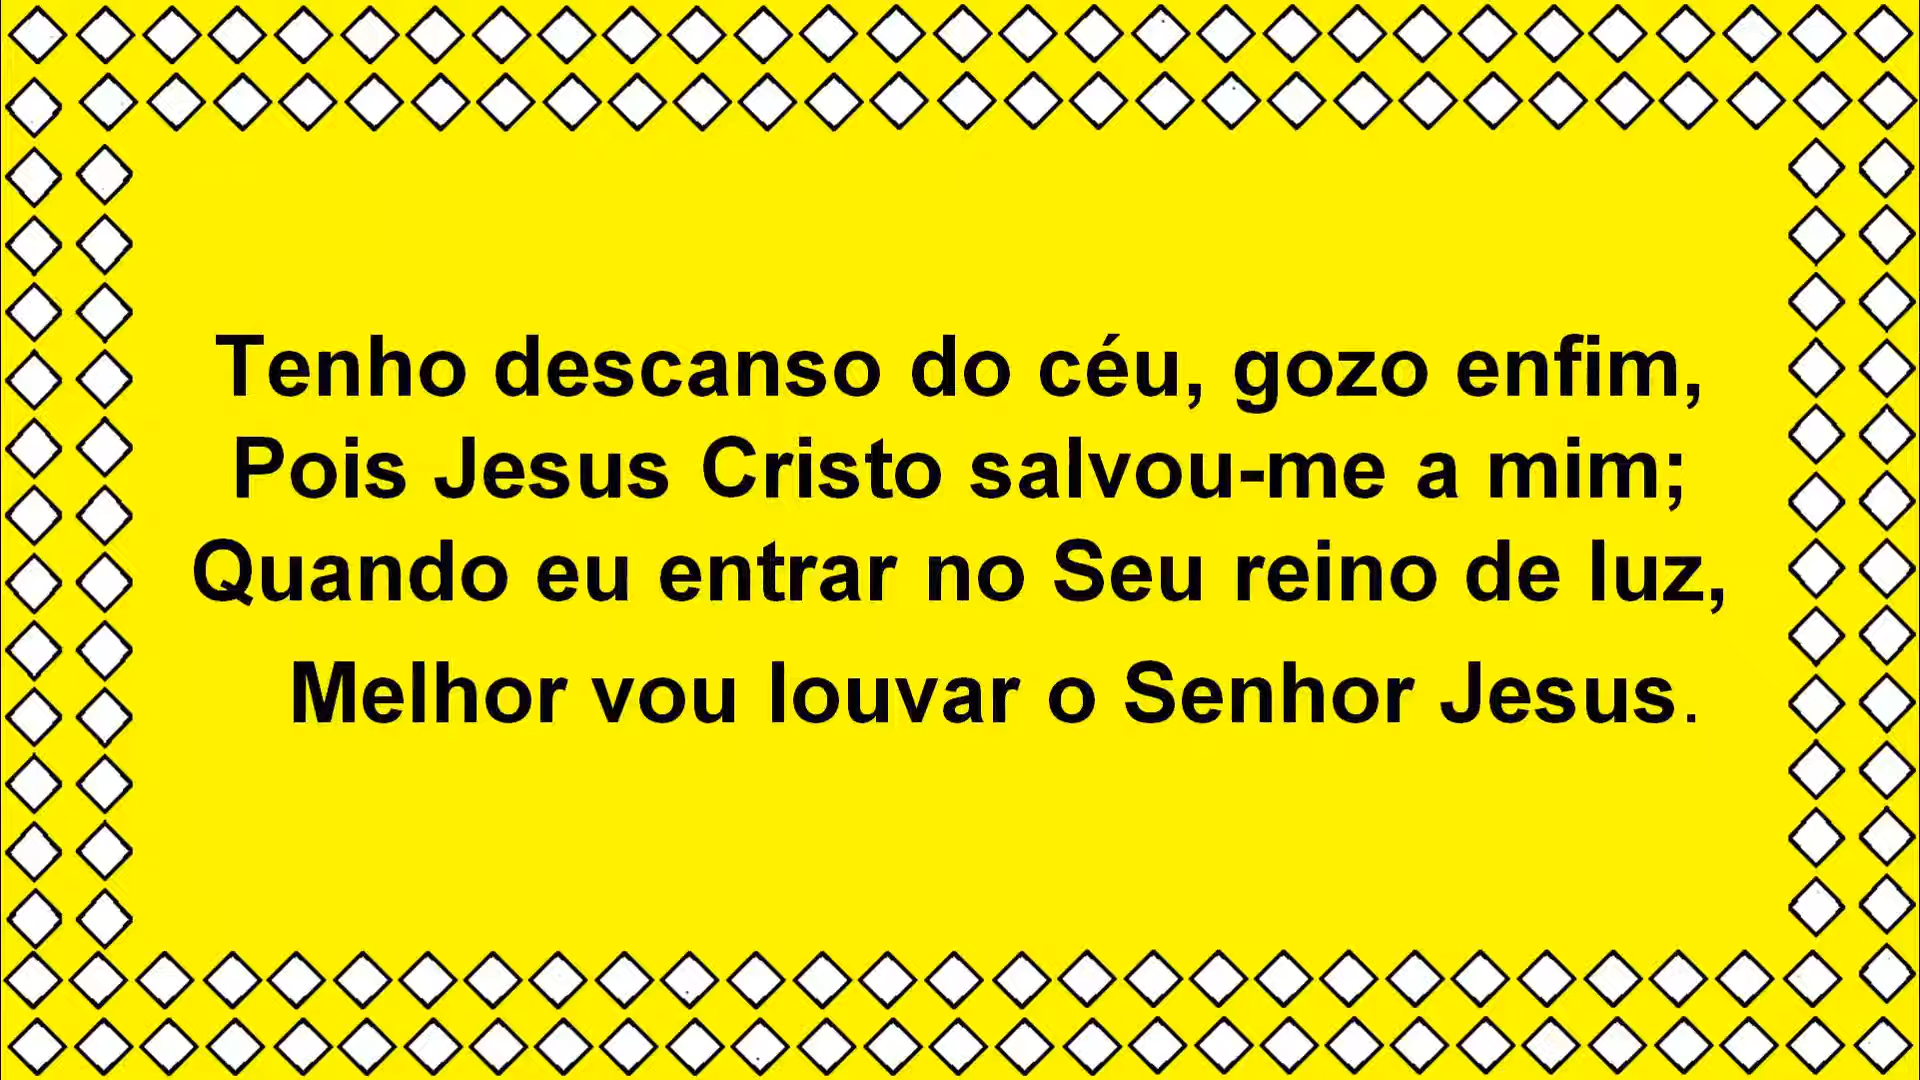 Tenho descanso do céu, gozo enfim,
Pois Jesus Cristo salvou-me a mim;
Quando eu entrar no Seu reino de luz,
Melhor vou louvar o Senhor Jesus.